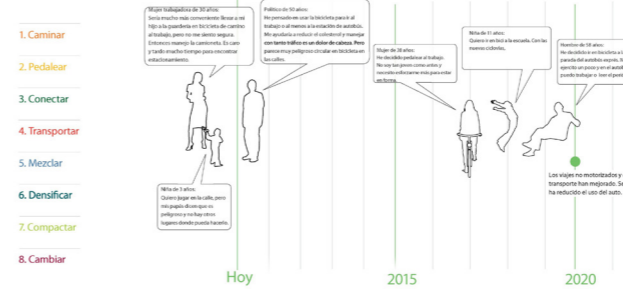 1. Caminar
2. Pedalear
3. Conectar
4. Transportar
5. Mezclar
6. Densificar
7. Compactar
8. Cambiar
Mujer trabajadora de 30 años:
Sería mucho más conveniente llevar a mi
hijo a la guardería en bicicleta de camino
al trabajo, pero no me siento segura.
Entonces manejo la camioneta. Es caro
y tardo mucho tiempo para encontrar
estacionamiento.
Político de 50 años:
He pensado en usar la bicicleta para ir al
trabajo o al menos a la estación de autobús.
Me ayudaría a reducir el colesterol y manejar
con tanto tráfico es un dolor de cabeza. Pero
parece muy peligroso circular en bicicleta en
las calles.
Mujer de 38 años:
He decidido pedalear al trabajo.
No soy tan joven como antes y
necesito esforzarme más para estar
en forma.
Niña de 11 años:
Quiero ir en bici a la escuela. Con las
nuevas ciclovías,
Hombre de 58 años:
He decidido ir en bicicleta a l
parada del autobús exprés. H
ejercito un poco y en el autob
puedo trabajar o leer el
Niña de 3 años:
Quiero jugar en la calle, pero
mis papás dicen que es
peligroso y no hay otros
lugares donde pueda hacerlo.
Los viajes no motorizados y
transporte han mejorado. Se
ha reducido el uso del auto.
Hoy
2015
2020